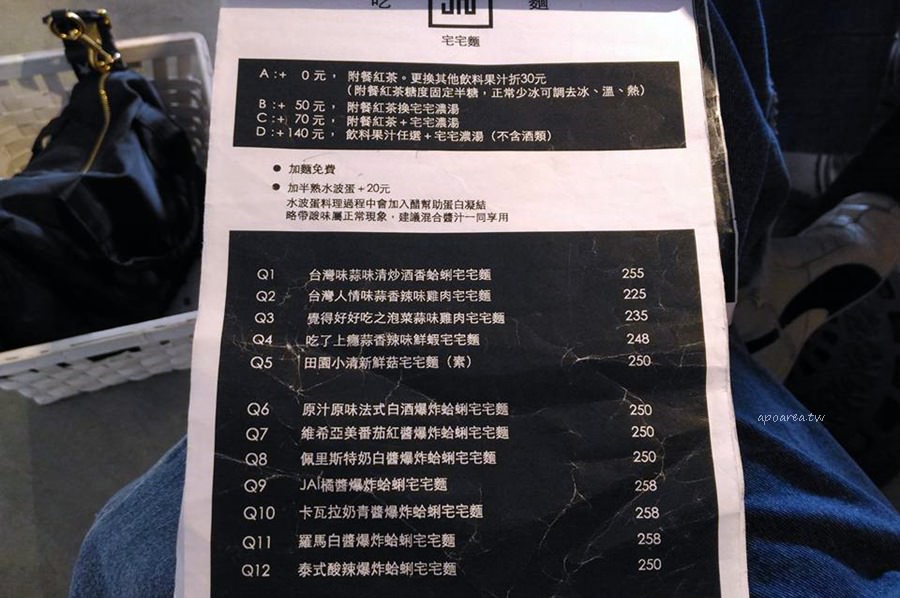 吃 麵
宅宅麵
A：+ 0元， 附餐紅茶。更換其他飲料果汁折30元
（附餐紅茶糖度固定半糖，正常少冰可調去冰、溫、熱）
B：+ 50元， 附餐紅茶換宅宅濃湯
C：+ 70元， 附餐紅茶+宅宅濃湯
D：+140元， 飲料果汁任選+宅宅濃湯（不含酒類）
● 加麵免費
● 加半熟水波蛋+20元
水波蛋料理過程中會加入醋幫助蛋白凝結
略帶酸味屬正常現象，建議混合醬汁一同享用
Q1 台灣味蒜味清炒酒香蛤蜊宅宅麵 255
Q2 台灣人情味蒜香辣味雞肉宅宅麵 225
Q3 覺得好好吃之泡菜蒜味雞肉宅宅麵 235
Q4 吃了上癮蒜香辣味鮮蝦宅宅麵 248
Q5 田園小清新鮮菇宅宅麵（素） 250
Q6 原汁原味法式白酒爆炸蛤蜊宅宅麵 250
Q7 維希亞美番茄紅醬爆炸蛤蜊宅宅麵 250
Q8 佩里斯特奶白醬爆炸蛤蜊宅宅麵 250
Q9 JAI橘醬爆炸蛤蜊宅宅麵 258
Q10 卡瓦拉奶青醬爆炸蛤蜊宅宅麵 258
Q11 羅馬白醬爆炸蛤蜊宅宅麵 258
Q12 泰式酸辣爆炸蛤蜊宅宅麵 250
apoarea.tw